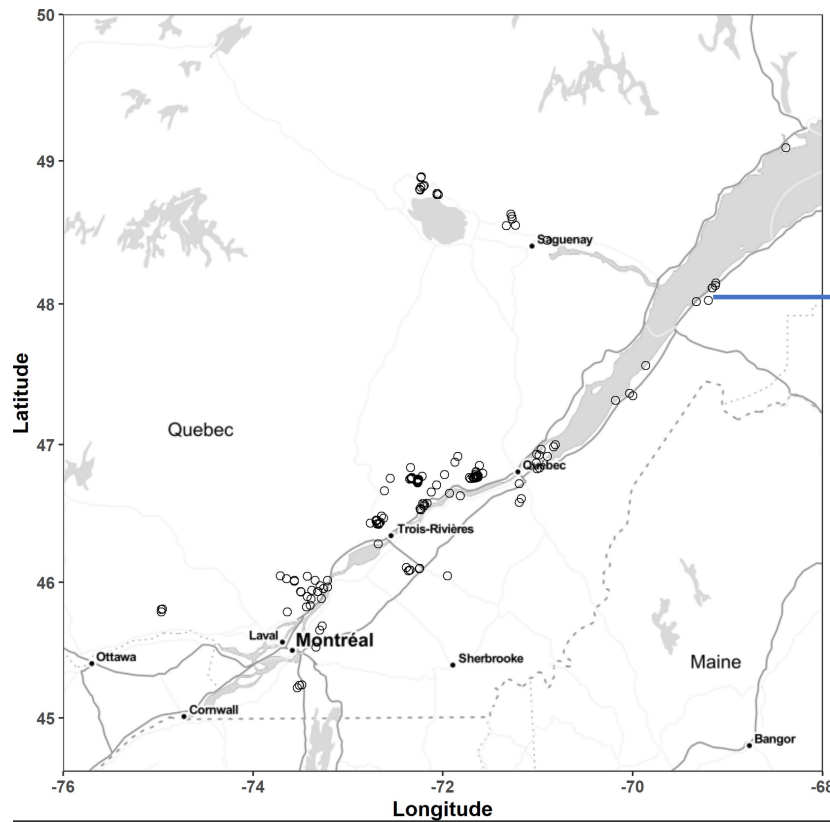 50
49
Saguenay
48
Latitude
47
Quebec
Quebec
Trois-Rivières
46
Laval
Montréal
Ottawa
Sherbrooke
Maine
Cornwall
45
Bangor
-76
-74
-72
-70
-68
Longitude